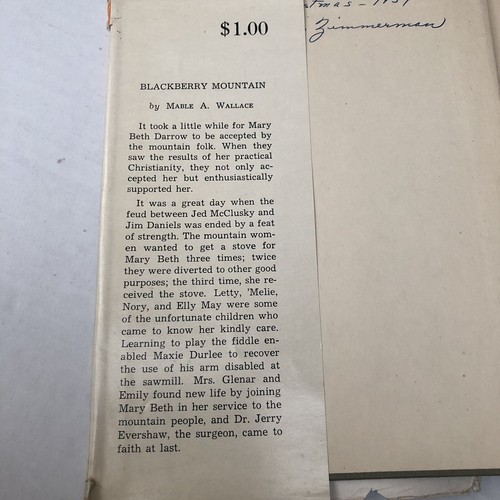 $1.00
BLACKBERRY MOUNTAIN
by MABLE A. WALLACE
It took a little while for Mary
Beth Darrow to be accepted by
the mountain folk. When they
saw the results of her practical
Christianity, they not only ac-
cepted her but enthusiastically
supported her.
It was a great day when the
feud between Jed McClusky and
Jim Daniels was ended by a feat
of strength. The mountain wom-
en wanted to get a stove for
Mary Beth three times; twice
they were diverted to other good
purposes; the third time, she re-
ceived the stove. Letty, 'Melie,
Nory, and Elly May were some
of the unfortunate children who
came to know her kindly care.
Learning to play the fiddle en-
abled Maxie Durlee to recover
the use of his arm disabled at
the sawmill. Mrs. Glenar and
Emily found new life by joining
Mary Beth in her service to the
mountain people, and Dr. Jerry
Evershaw, the surgeon, came to
faith at last.
Zimmerman